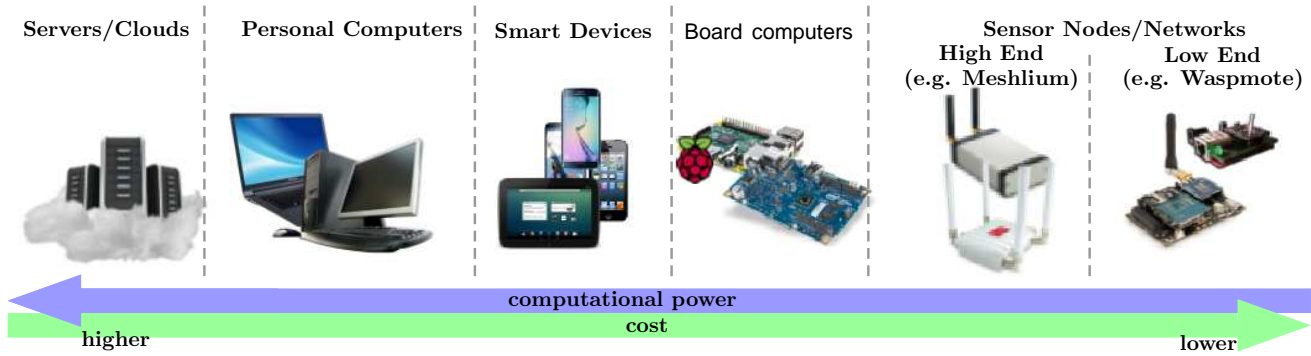 Servers/Clouds
Personal Computers
Smart Devices
Board computers
Sensor Nodes/Networks
High End
(e.g. Meshlium)
Low End
(e.g. Waspmote)
computational power
cost
higher
lower